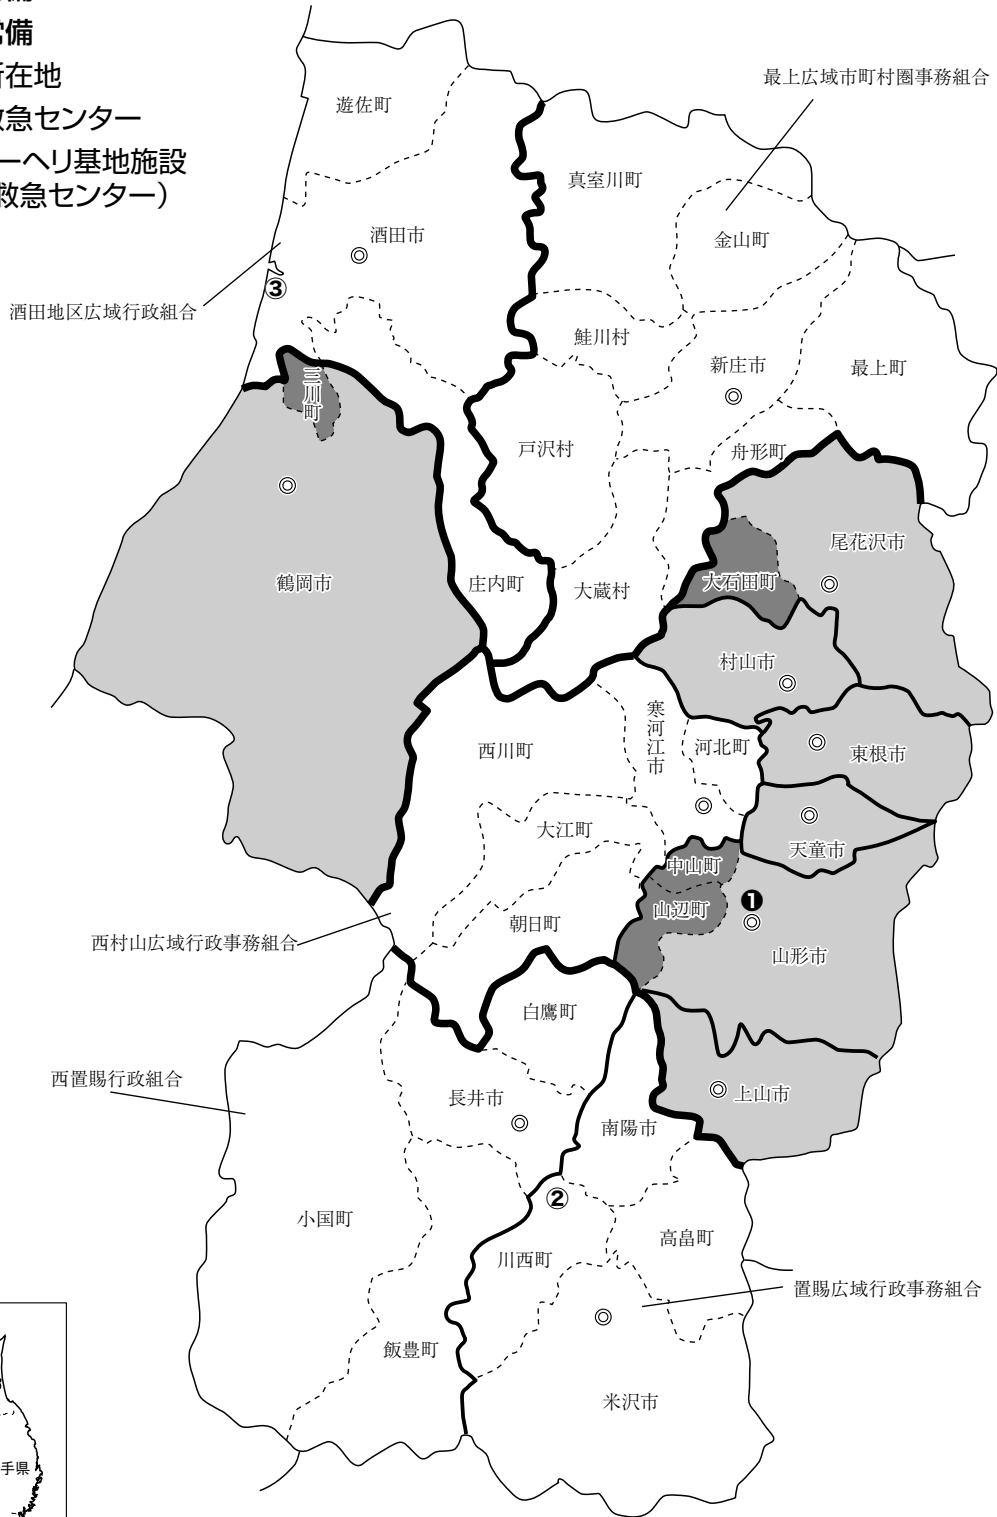 常備
所在地
救急センター
ーヘリ基地施設
救急センター）
最上広域市町村圏事務組合
遊佐町
真室川町
金山町
酒田市
③
酒田地区広域行政組合
鮭川村
新庄市
最上町
三川町
戸沢村
舟形町
尾花沢市
鶴岡市
庄内町
大蔵村
大石田町
村山市
寒河江市
西川町
河北町
東根市
大江町
天童市
中山町
❶
山辺町
朝日町
西村山広域行政事務組合
山形市
白鷹町
西置賜行政組合
長井市
上山市
南陽市
②
小国町
高畠町
川西町
置賜広域行政事務組合
飯豊町
米沢市
手県